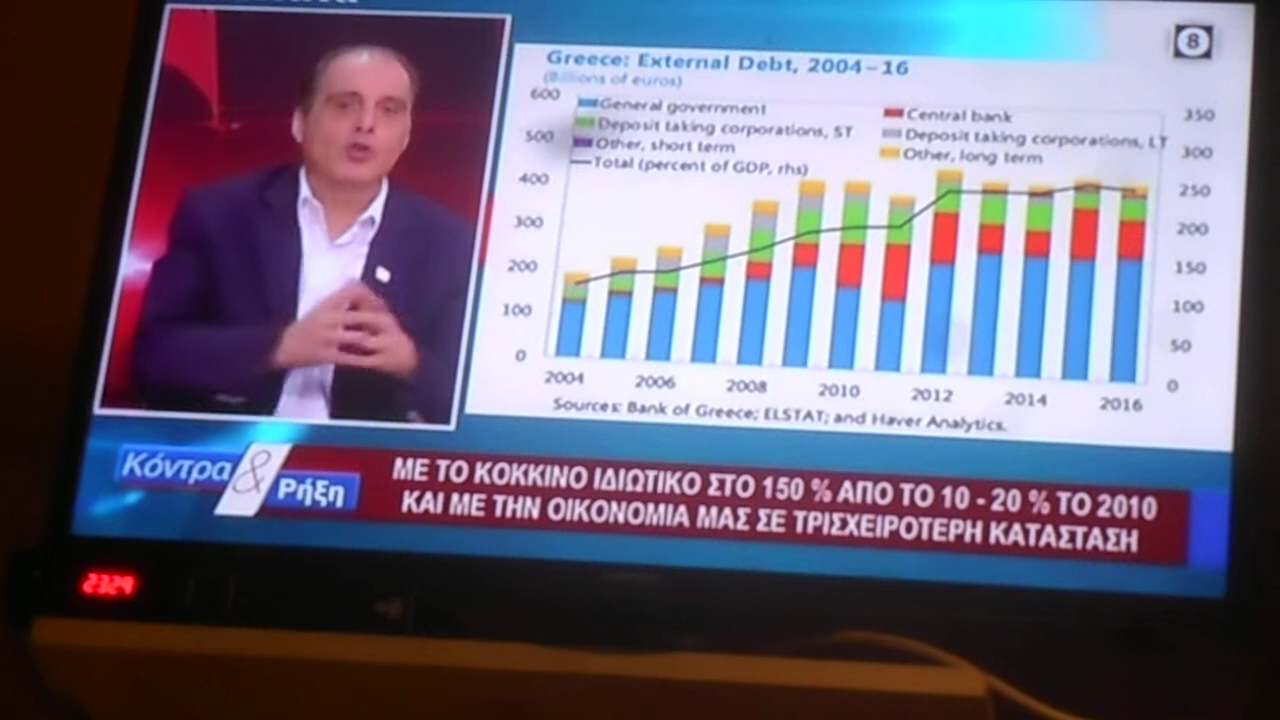 8
Greece: External Debt, 2004–16
(Billions of euros)
600
500
400
300
200
100
0
General government
Central bank
Deposit taking corporations, ST
Deposit taking corporations, LT
Other, short term
Other, long term
Total (percent of GDP, rhs)
350
300
250
200
150
100
50
0
2004 2006 2008 2010 2012 2014 2016
Sources: Bank of Greece; ELSTAT; and Haver Analytics.
Κόντρα & Ρήξη
ΜΕ ΤΟ ΚΟΚΚΙΝΟ ΙΔΙΩΤΙΚΟ ΣΤΟ 150 % ΑΠΟ ΤΟ 10 - 20 % ΤΟ 2010
ΚΑΙ ΜΕ ΤΗΝ ΟΙΚΟΝΟΜΙΑ ΜΑΣ ΣΕ ΤΡΙΣΧΕΙΡΟΤΕΡΗ ΚΑΤΑΣΤΑΣΗ
23:29